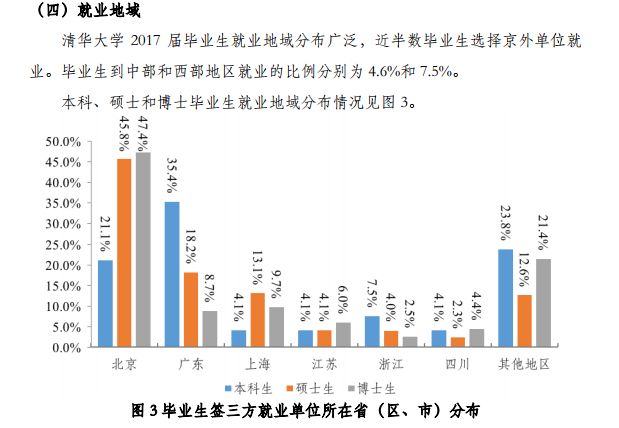 （四）就业地域
清华大学 2017 届毕业生就业地域分布广泛，近半数毕业生选择京外单位就
业。毕业生到中部和西部地区就业的比例分别为 4.6%和 7.5%。
本科、硕士和博士毕业生就业地域分布情况见图 3。
50.0%
45.0%
40.0%
35.0%
30.0%
25.0%
20.0%
15.0%
10.0%
5.0%
0.0%
21.1% 45.8% 47.4%
35.4% 18.2% 8.7%
4.1% 13.1% 9.7%
4.1% 4.1% 6.0%
7.5% 4.0% 2.5%
4.1% 2.3% 4.4%
23.8% 12.6% 21.4%
北京 广东 上海 江苏 浙江 四川 其他地区
本科生 硕士生 博士生
图 3 毕业生签三方就业单位所在省（区、市）分布